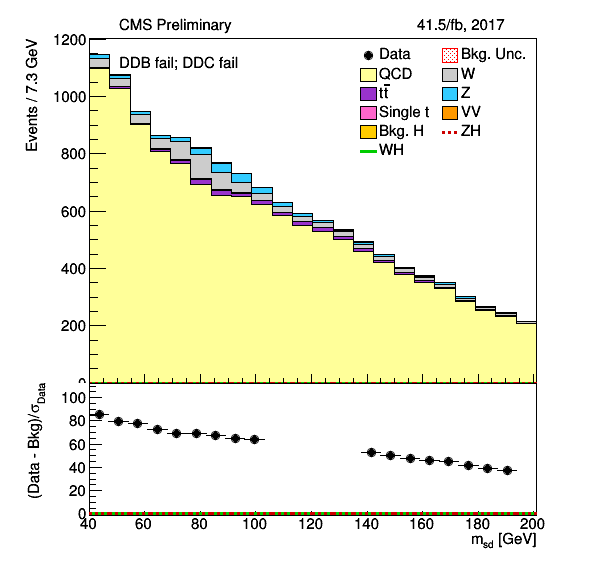 CMS Preliminary
41.5/fb, 2017
Events / 7.3 GeV
1200
1000
800
600
400
200
0
DDB fail; DDC fail
Data
Bkg. Unc.
QCD
W
tt̄
Z
Single t
VV
Bkg. H
ZH
WH
(Data - Bkg)/σData
100
80
60
40
20
0
40 60 80 100 120 140 160 180 200
msd [GeV]